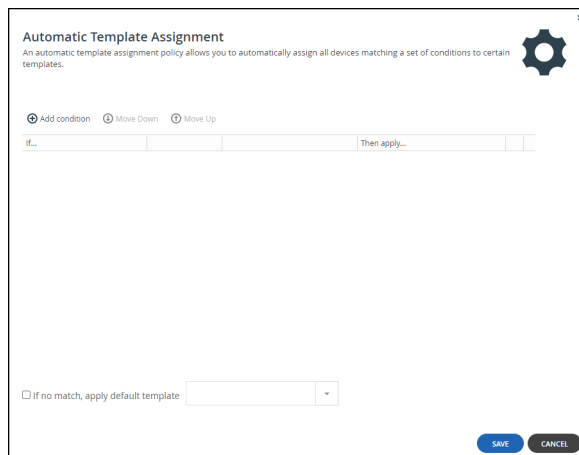 Automatic Template Assignment
An automatic template assignment policy allows you to automatically assign all devices matching a set of conditions to certain
templates.
Add condition Move Down Move Up
If... Then apply...
If no match, apply default template
SAVE CANCEL